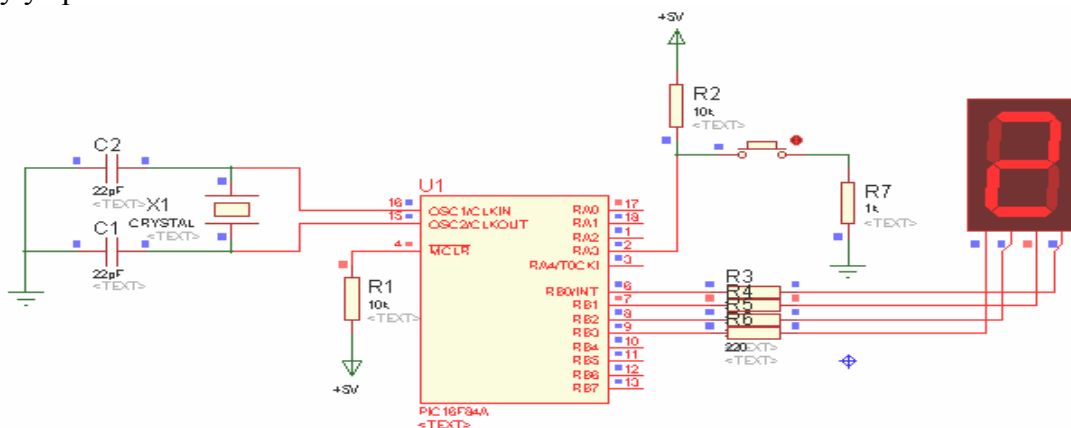 +5V
R2
10k
<TEXT>
C2
22pF
<TEXT>
X1
CRYSTAL
<TEXT>
C1
22pF
<TEXT>
U1
16 OSC1/CLKIN RA0 17
15 OSC2/CLKOUT RA1 18
RA2 1
4 MCLR RA3 2
RA4/T0CKI 3
RB0/INT 6
RB1 7
RB2 8
RB3 9
RB4 10
RB5 11
RB6 12
RB7 13
PIC16F84A
<TEXT>
R1
10k
<TEXT>
+5V
R7
1k
<TEXT>
R3
R4
R5
R6
220
<TEXT>
2